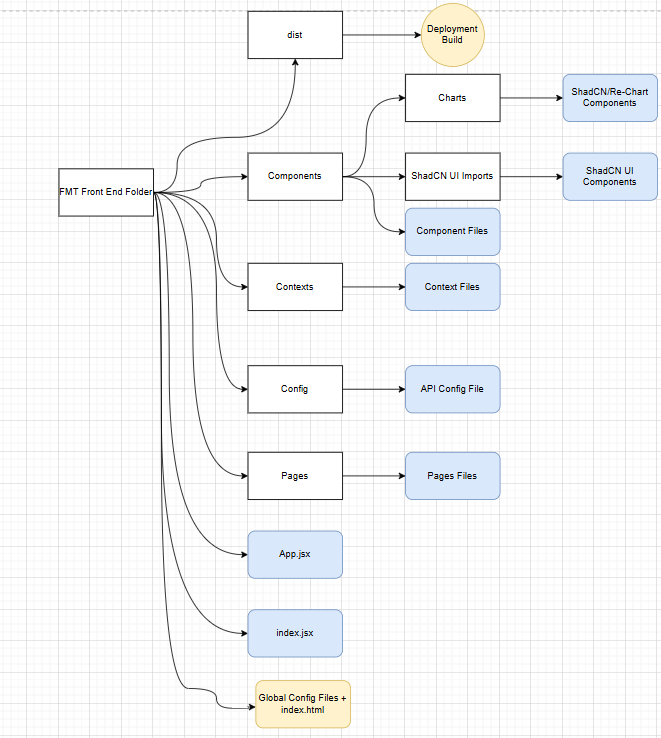 dist
Deployment
Build
Charts
ShadCN/Re-Chart
Components
FMT Front End Folder
Components
ShadCN UI Imports
ShadCN UI
Components
Component Files
Contexts
Context Files
Config
API Config File
Pages
Pages Files
App.jsx
index.jsx
Global Config Files +
index.html